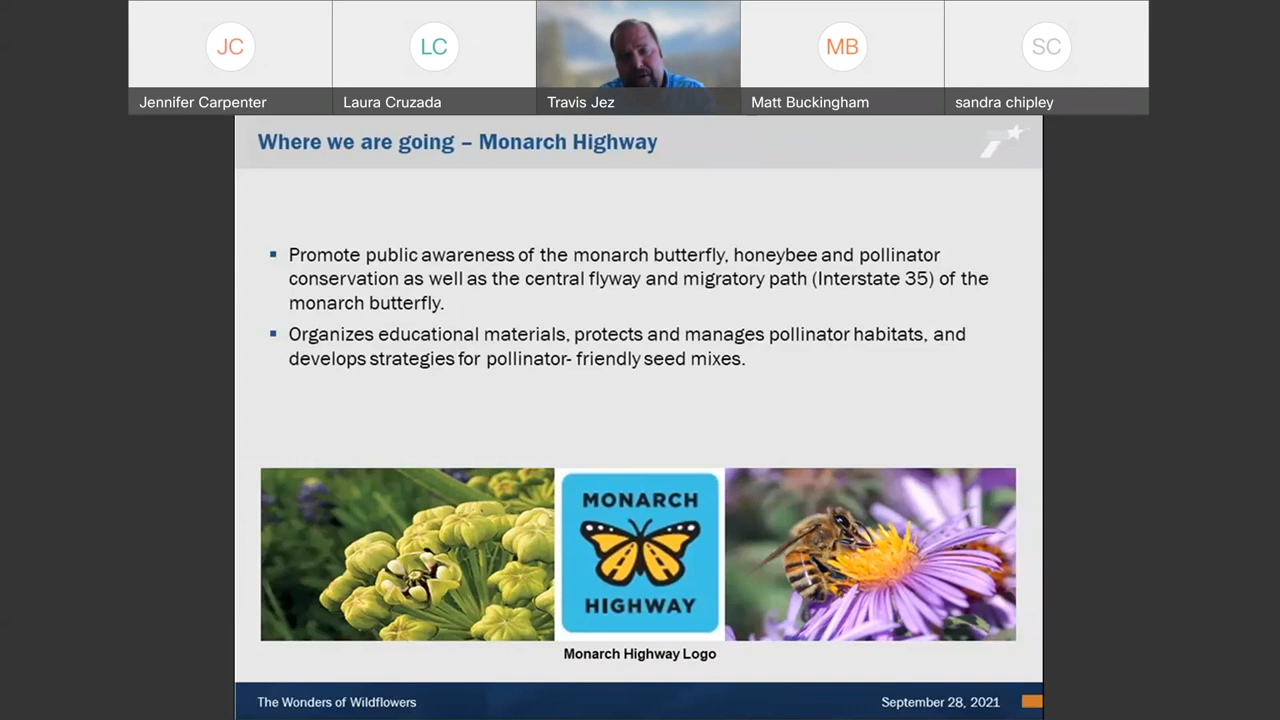 JC
LC
MB
SC
Jennifer Carpenter
Laura Cruzada
Travis Jez
Matt Buckingham
sandra chipley
Where we are going – Monarch Highway
Promote public awareness of the monarch butterfly, honeybee and pollinator
conservation as well as the central flyway and migratory path (Interstate 35) of the
monarch butterfly.
Organizes educational materials, protects and manages pollinator habitats, and
develops strategies for pollinator- friendly seed mixes.
MONARCH
HIGHWAY
Monarch Highway Logo
The Wonders of Wildflowers
September 28, 2021